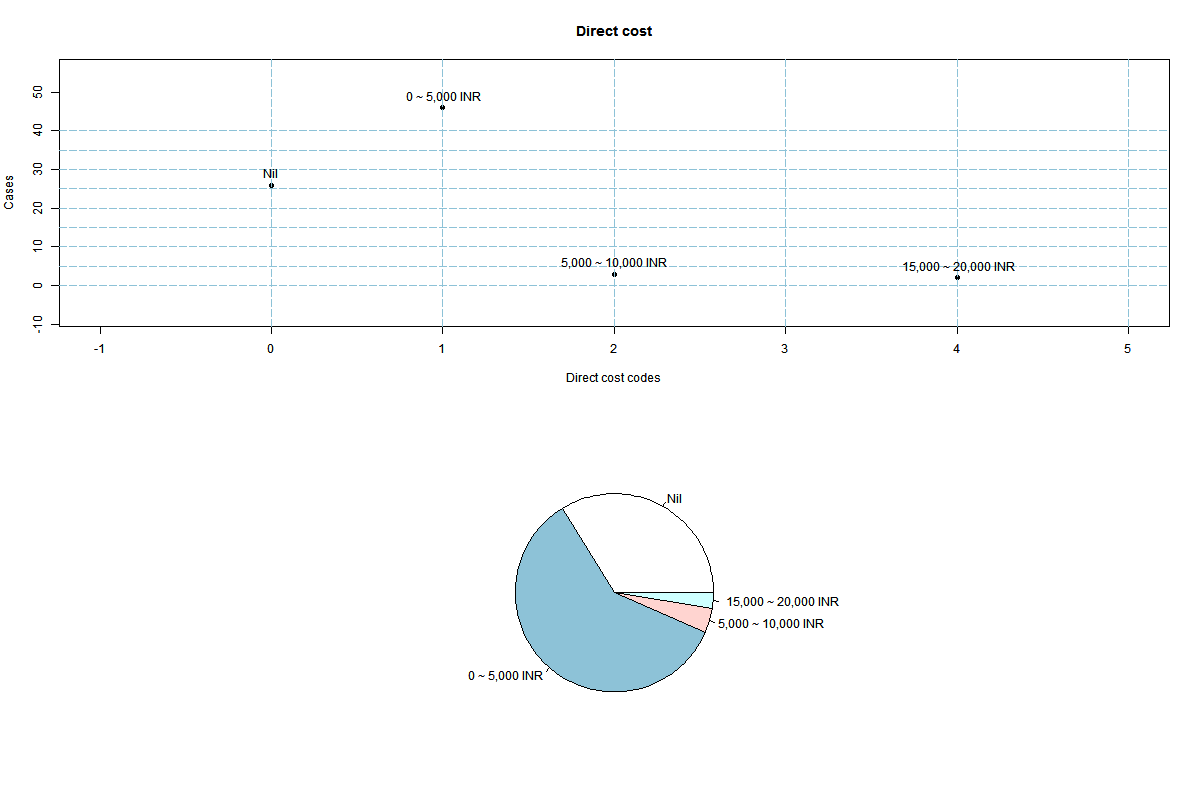 Direct cost
50
40
30
20
10
0
-10
Cases
0 ~ 5,000 INR
Nil
5,000 ~ 10,000 INR
15,000 ~ 20,000 INR
-1 0 1 2 3 4 5
Direct cost codes
Nil
15,000 ~ 20,000 INR
5,000 ~ 10,000 INR
0 ~ 5,000 INR